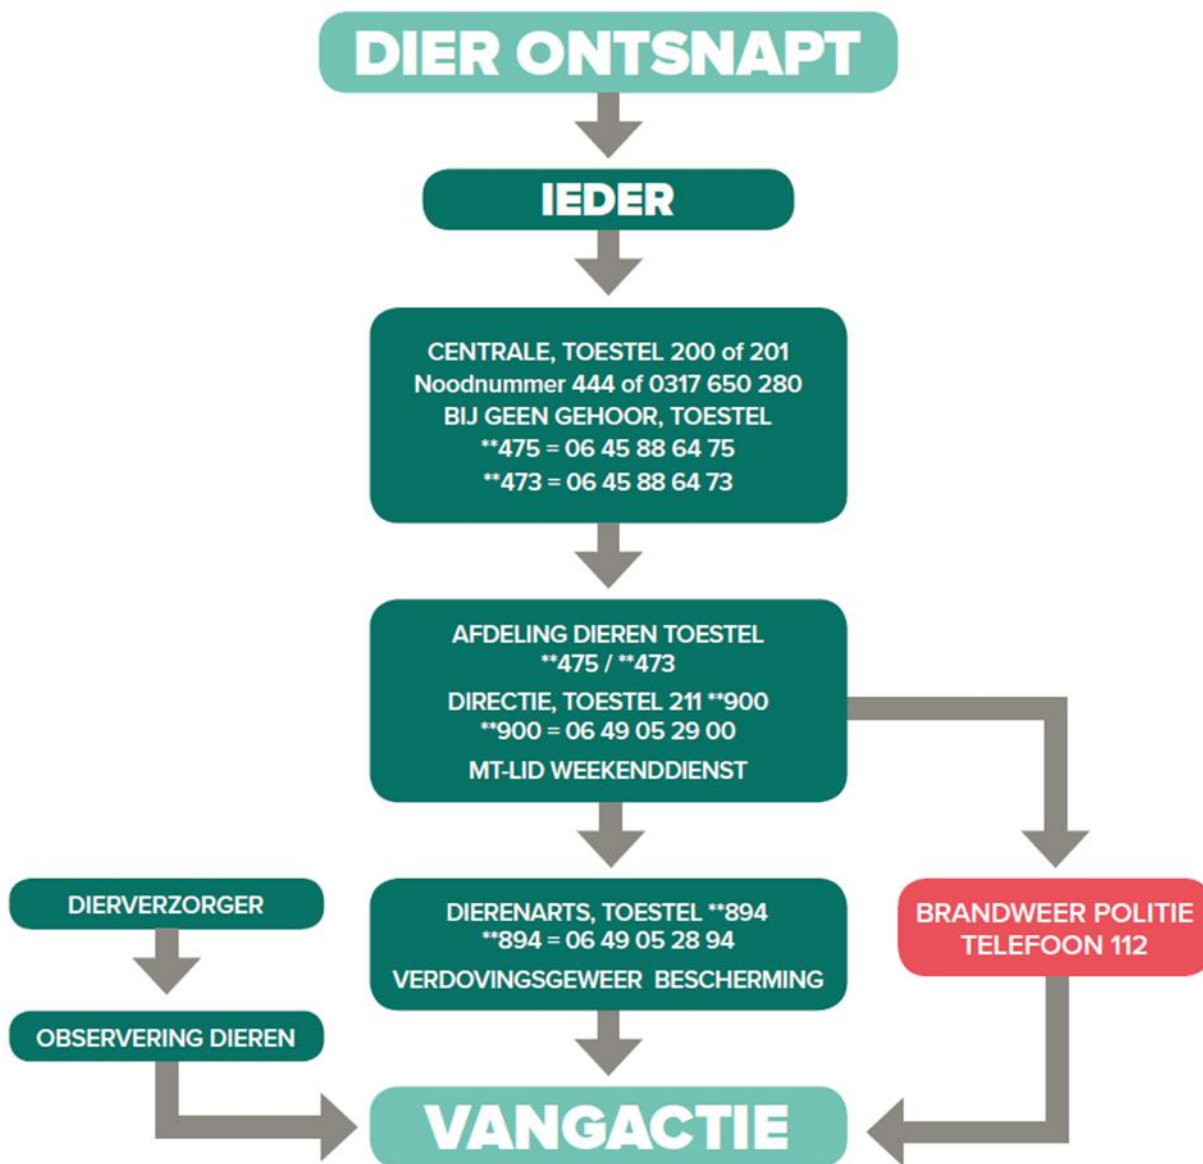 DIER ONTSNAPT
IEDER
CENTRALE, TOESTEL 200 of 201
Noodnummer 444 of 0317 650 280
BIJ GEEN GEHOOR, TOESTEL
**475 = 06 45 88 64 75
**473 = 06 45 88 64 73
AFDELING DIEREN TOESTEL
**475 / **473
DIRECTIE, TOESTEL 211 **900
**900 = 06 49 05 29 00
MT-LID WEEKENDDIENST
DIERVERZORGER
OBSERVERING DIEREN
DIERENARTS, TOESTEL **894
**894 = 06 49 05 28 94
VERDOVINGSGEWEER BESCHERMING
BRANDWEER POLITIE
TELEFOON 112
VANGACTIE